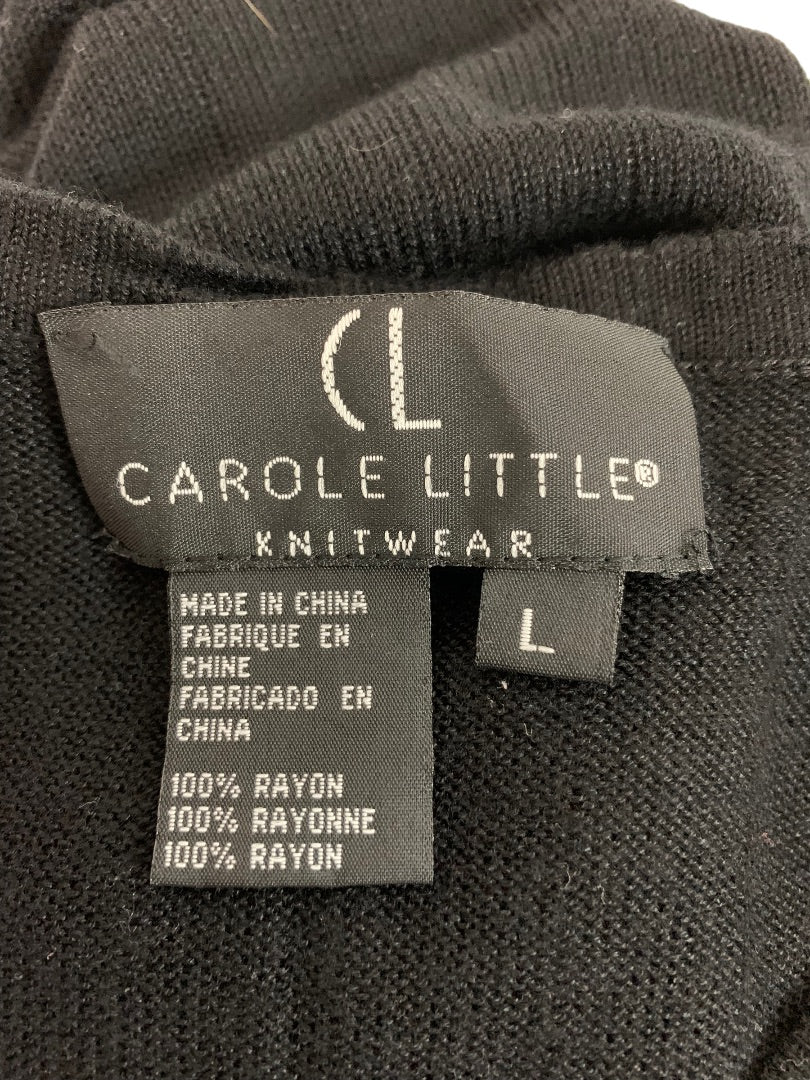 CL
CAROLE LITTLE®
KNITWEAR
MADE IN CHINA
FABRIQUE EN
CHINE
FABRICADO EN
CHINA
100% RAYON
100% RAYONNE
100% RAYON
L